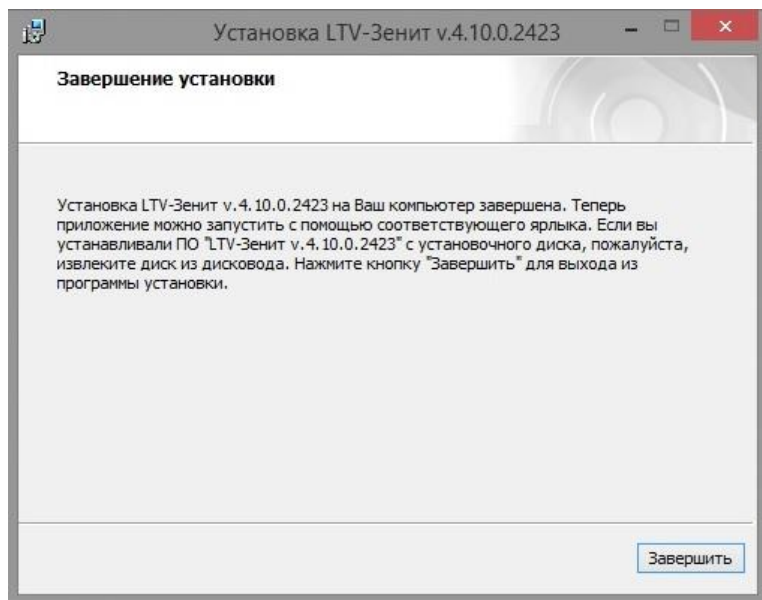 Установка LTV-Зенит v.4.10.0.2423
Завершение установки
Установка LTV-Зенит v.4.10.0.2423 на Ваш компьютер завершена. Теперь
приложение можно запустить с помощью соответствующего ярлыка. Если вы
устанавливали ПО "LTV-Зенит v.4.10.0.2423" с установочного диска, пожалуйста,
извлеките диск из дисковода. Нажмите кнопку "Завершить" для выхода из
программы установки.
Завершить